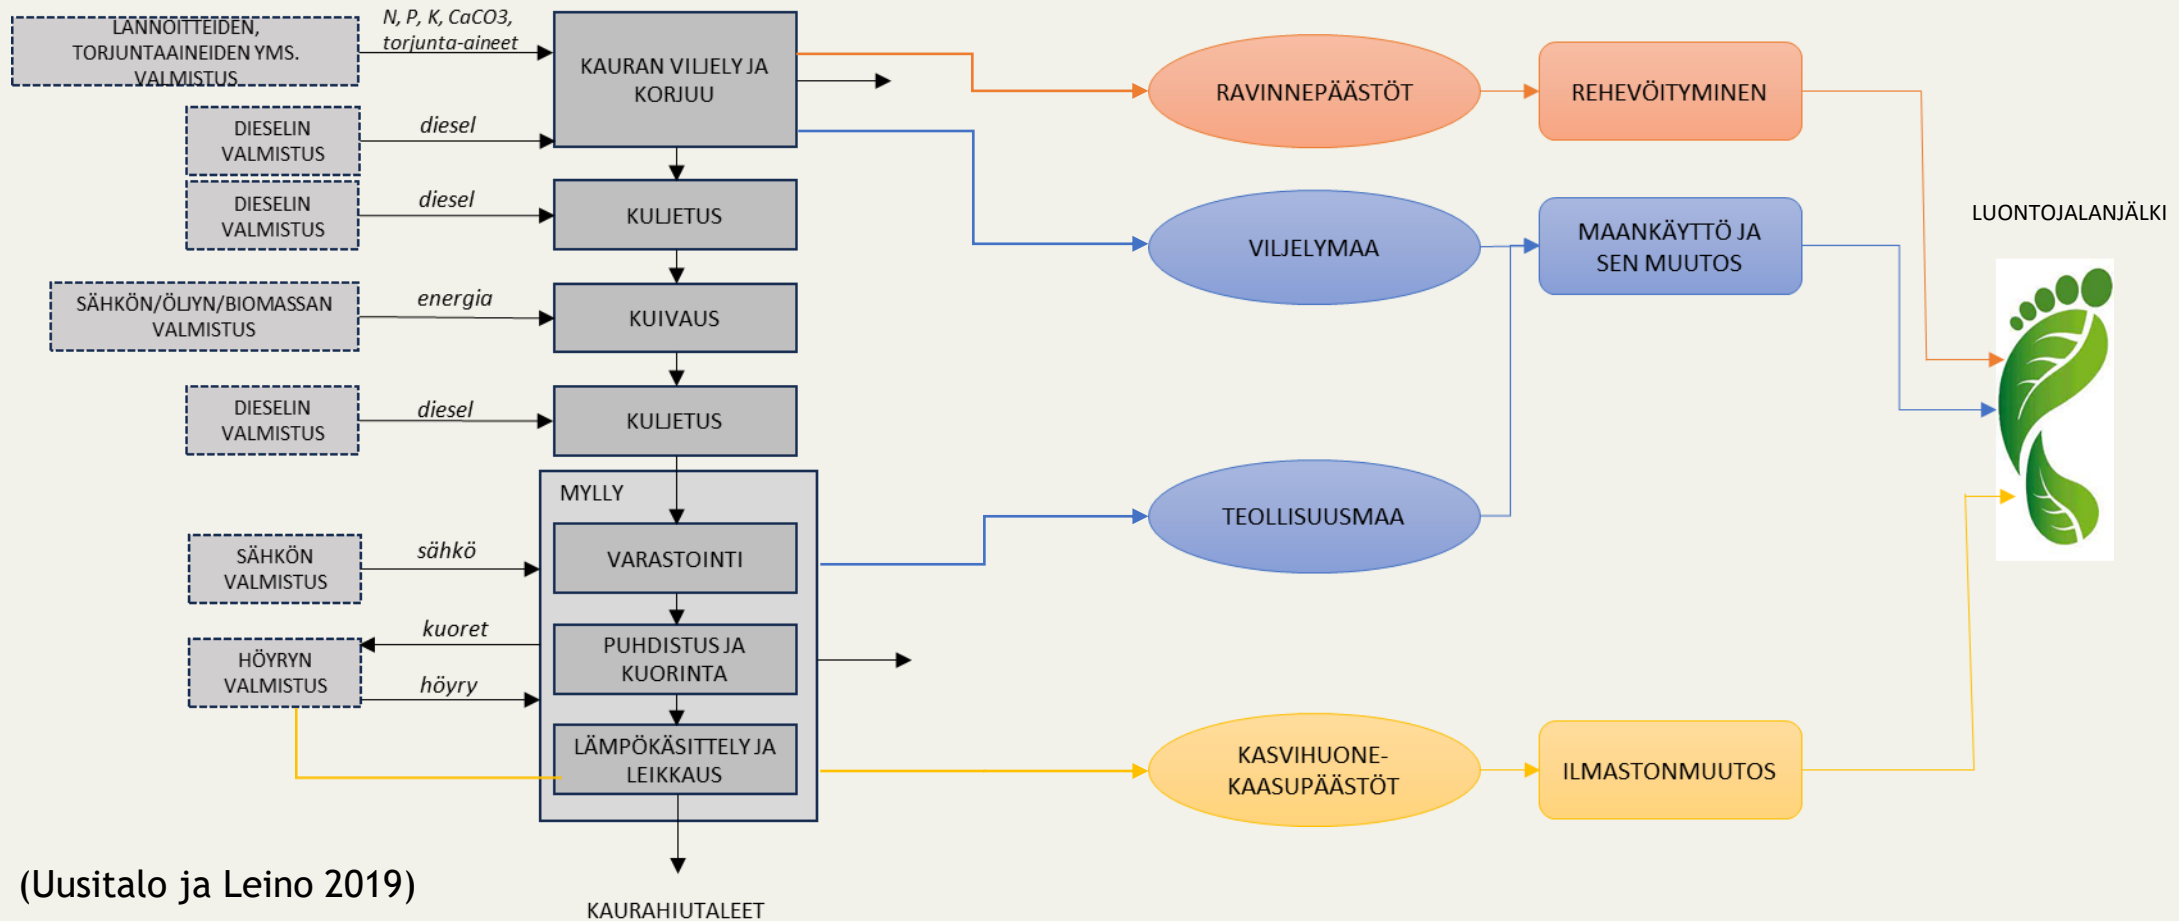 LANNOITTEIDEN,
TORJUNTAAINEIDEN YMS.
VALMISTUS
N, P, K, CaCO3,
torjunta-aineet
KAURAN VILJELY JA
KORJUU
RAVINNEPÄÄSTÖT
REHEVÖITYMINEN
DIESELIN
VALMISTUS
diesel
DIESELIN
VALMISTUS
diesel
KULJETUS
VILJELYMAA
MAANKÄYTTÖ JA
SEN MUUTOS
LUONTOJALANJÄLKI
SÄHKÖN/ÖLJYN/BIOMASSAN
VALMISTUS
energia
KUIVAUS
DIESELIN
VALMISTUS
diesel
KULJETUS
MYLLY
SÄHKÖN
VALMISTUS
sähkö
VARASTOINTI
TEOLLISUUSMAA
kuoret
HÖYRYN
VALMISTUS
höyry
PUHDISTUS JA
KUORINTA
LÄMPÖKÄSITTELY JA
LEIKKAUS
KASVIHUONE-
KAASUPÄÄSTÖT
ILMASTONMUUTOS
(Uusitalo ja Leino 2019)
KAURAHIUTALEET